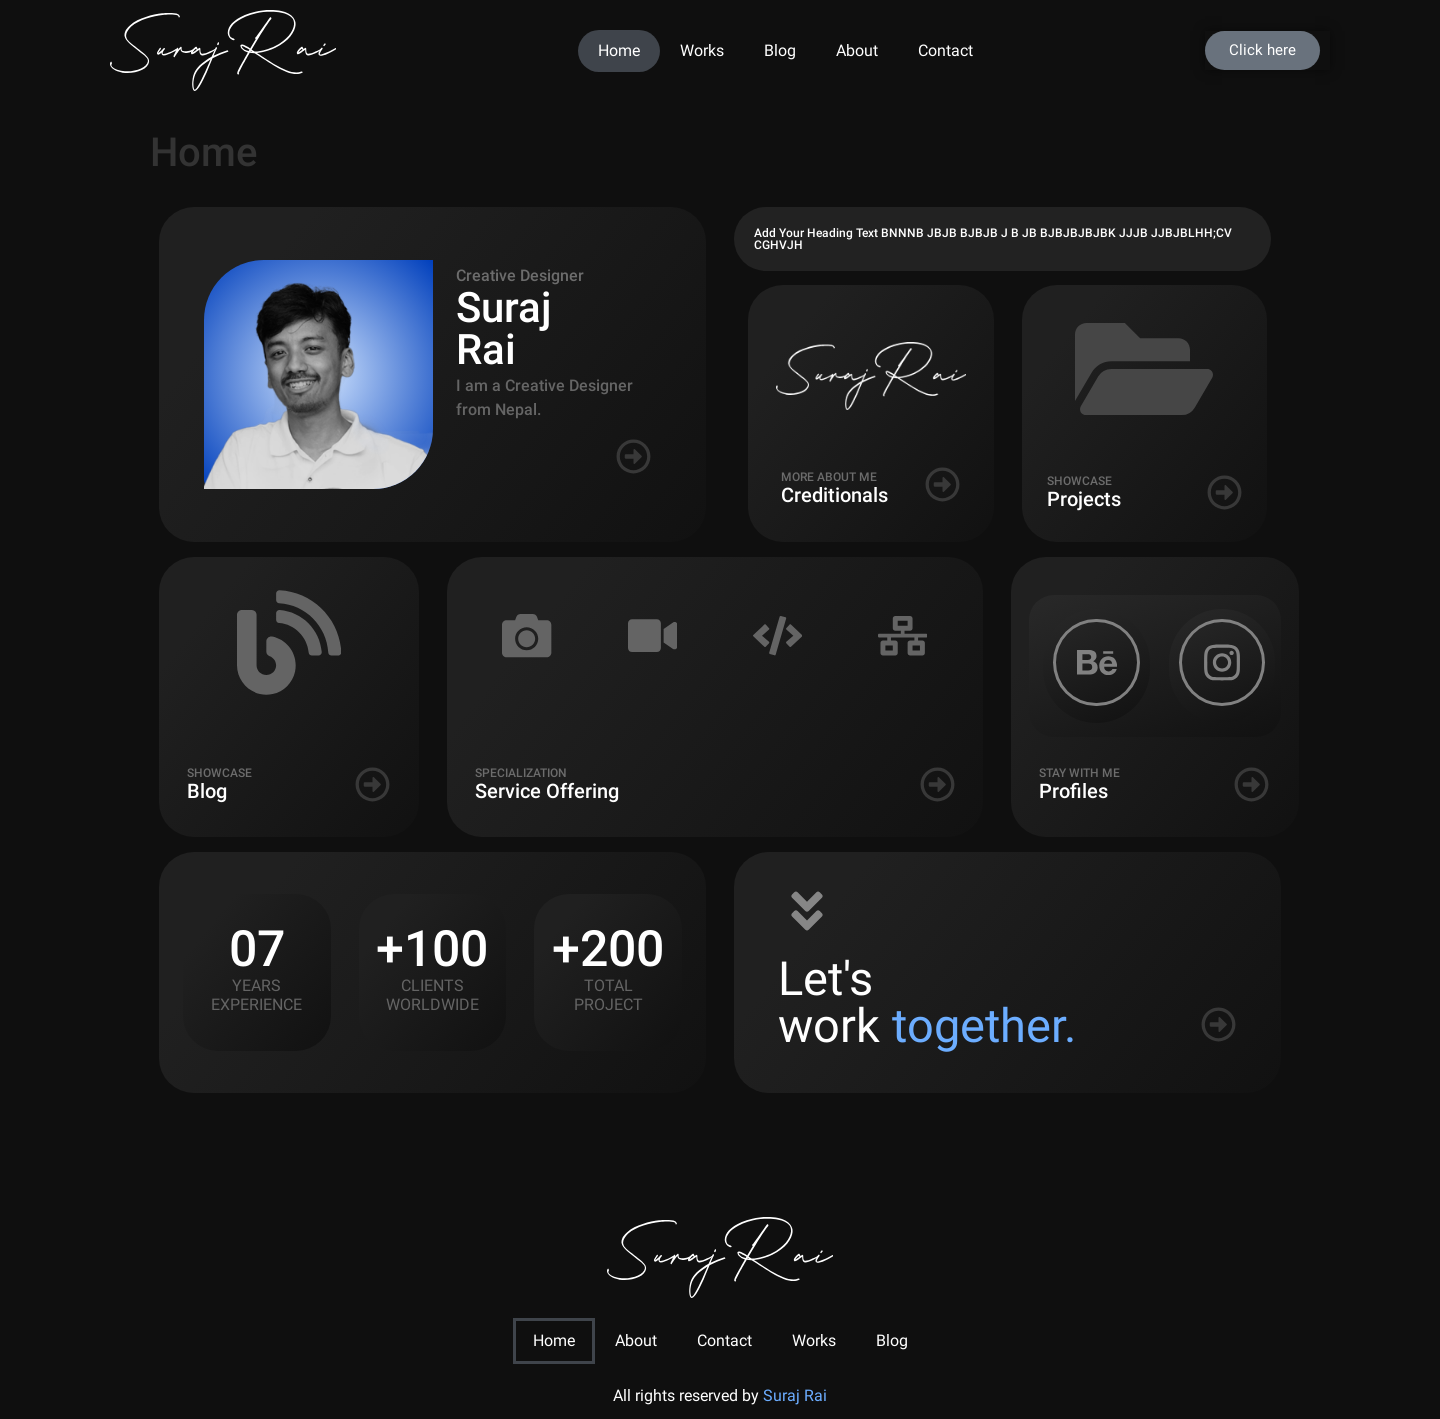 Suraj Rai
Home Works Blog About Contact
Click here
Home
Creative Designer
Suraj
Rai
I am a Creative Designer
from Nepal.
Add Your Heading Text BNNNB JBJB BJBJB J B JB BJBJBJBJBK JJJB JJBJBLHH;CV
CGHVJH
Suraj Rai
MORE ABOUT ME
Creditionals
SHOWCASE
Projects
SHOWCASE
Blog
SPECIALIZATION
Service Offering
Bē
STAY WITH ME
Profiles
07
YEARS
EXPERIENCE
+100
CLIENTS
WORLDWIDE
+200
TOTAL
PROJECT
Let's
work together.
Suraj Rai
Home About Contact Works Blog
All rights reserved by Suraj Rai